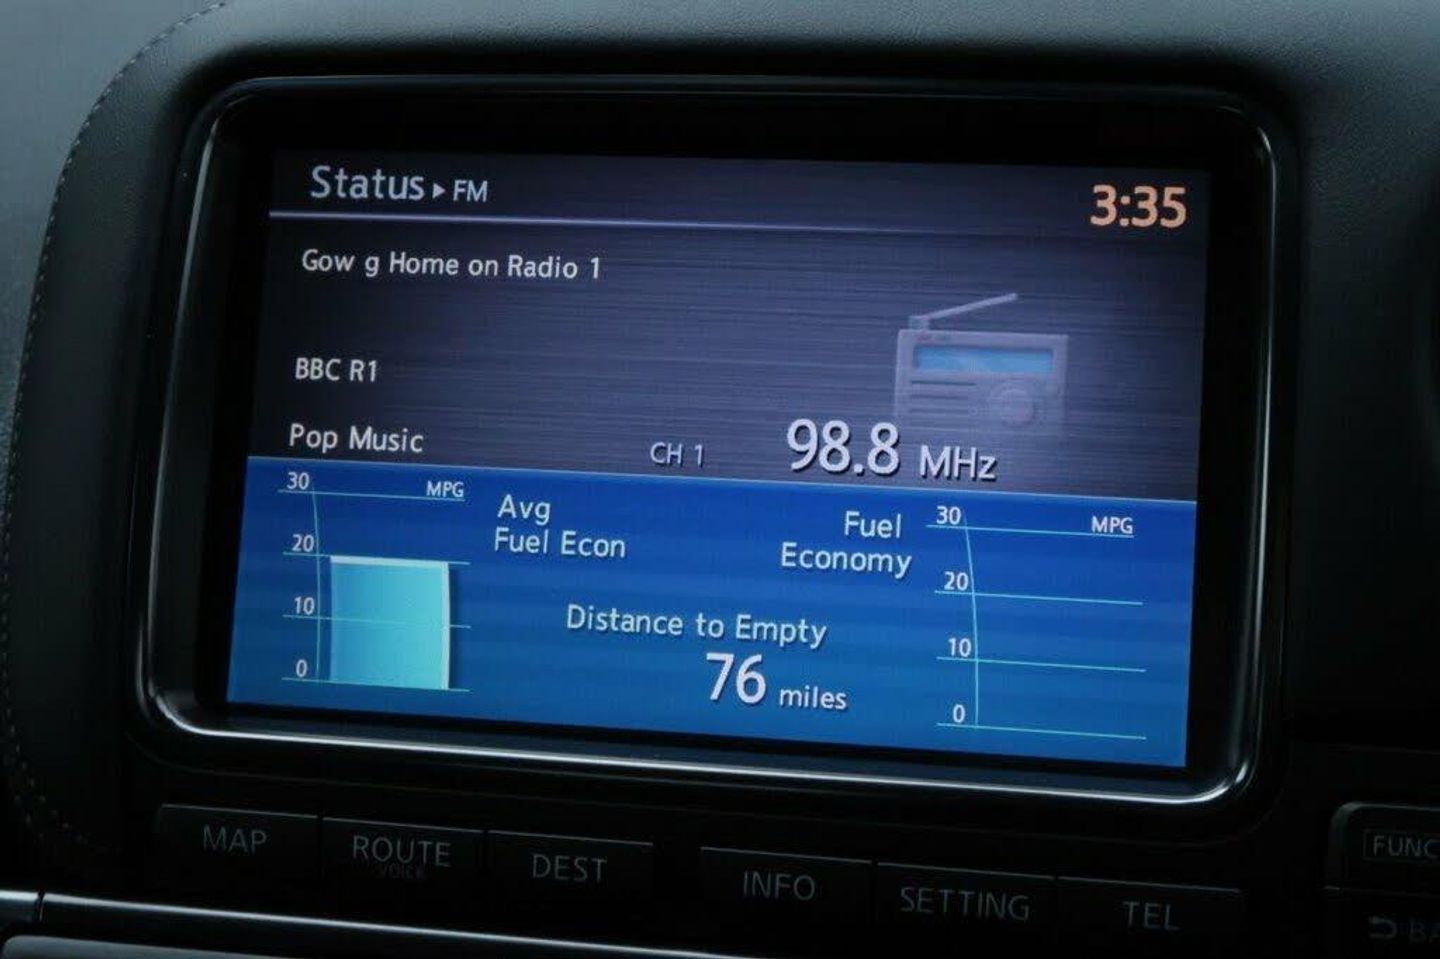 Status ▸ FM
3:35
Gow g Home on Radio 1
BBC R1
Pop Music
CH 1
98.8 MHz
30
MPG
20
10
0
Avg
Fuel Econ
Fuel
Economy
Distance to Empty
76 miles
30
MPG
20
10
0
MAP
ROUTE
VOICE
DEST
INFO
SETTING
TEL
FUNC
BA